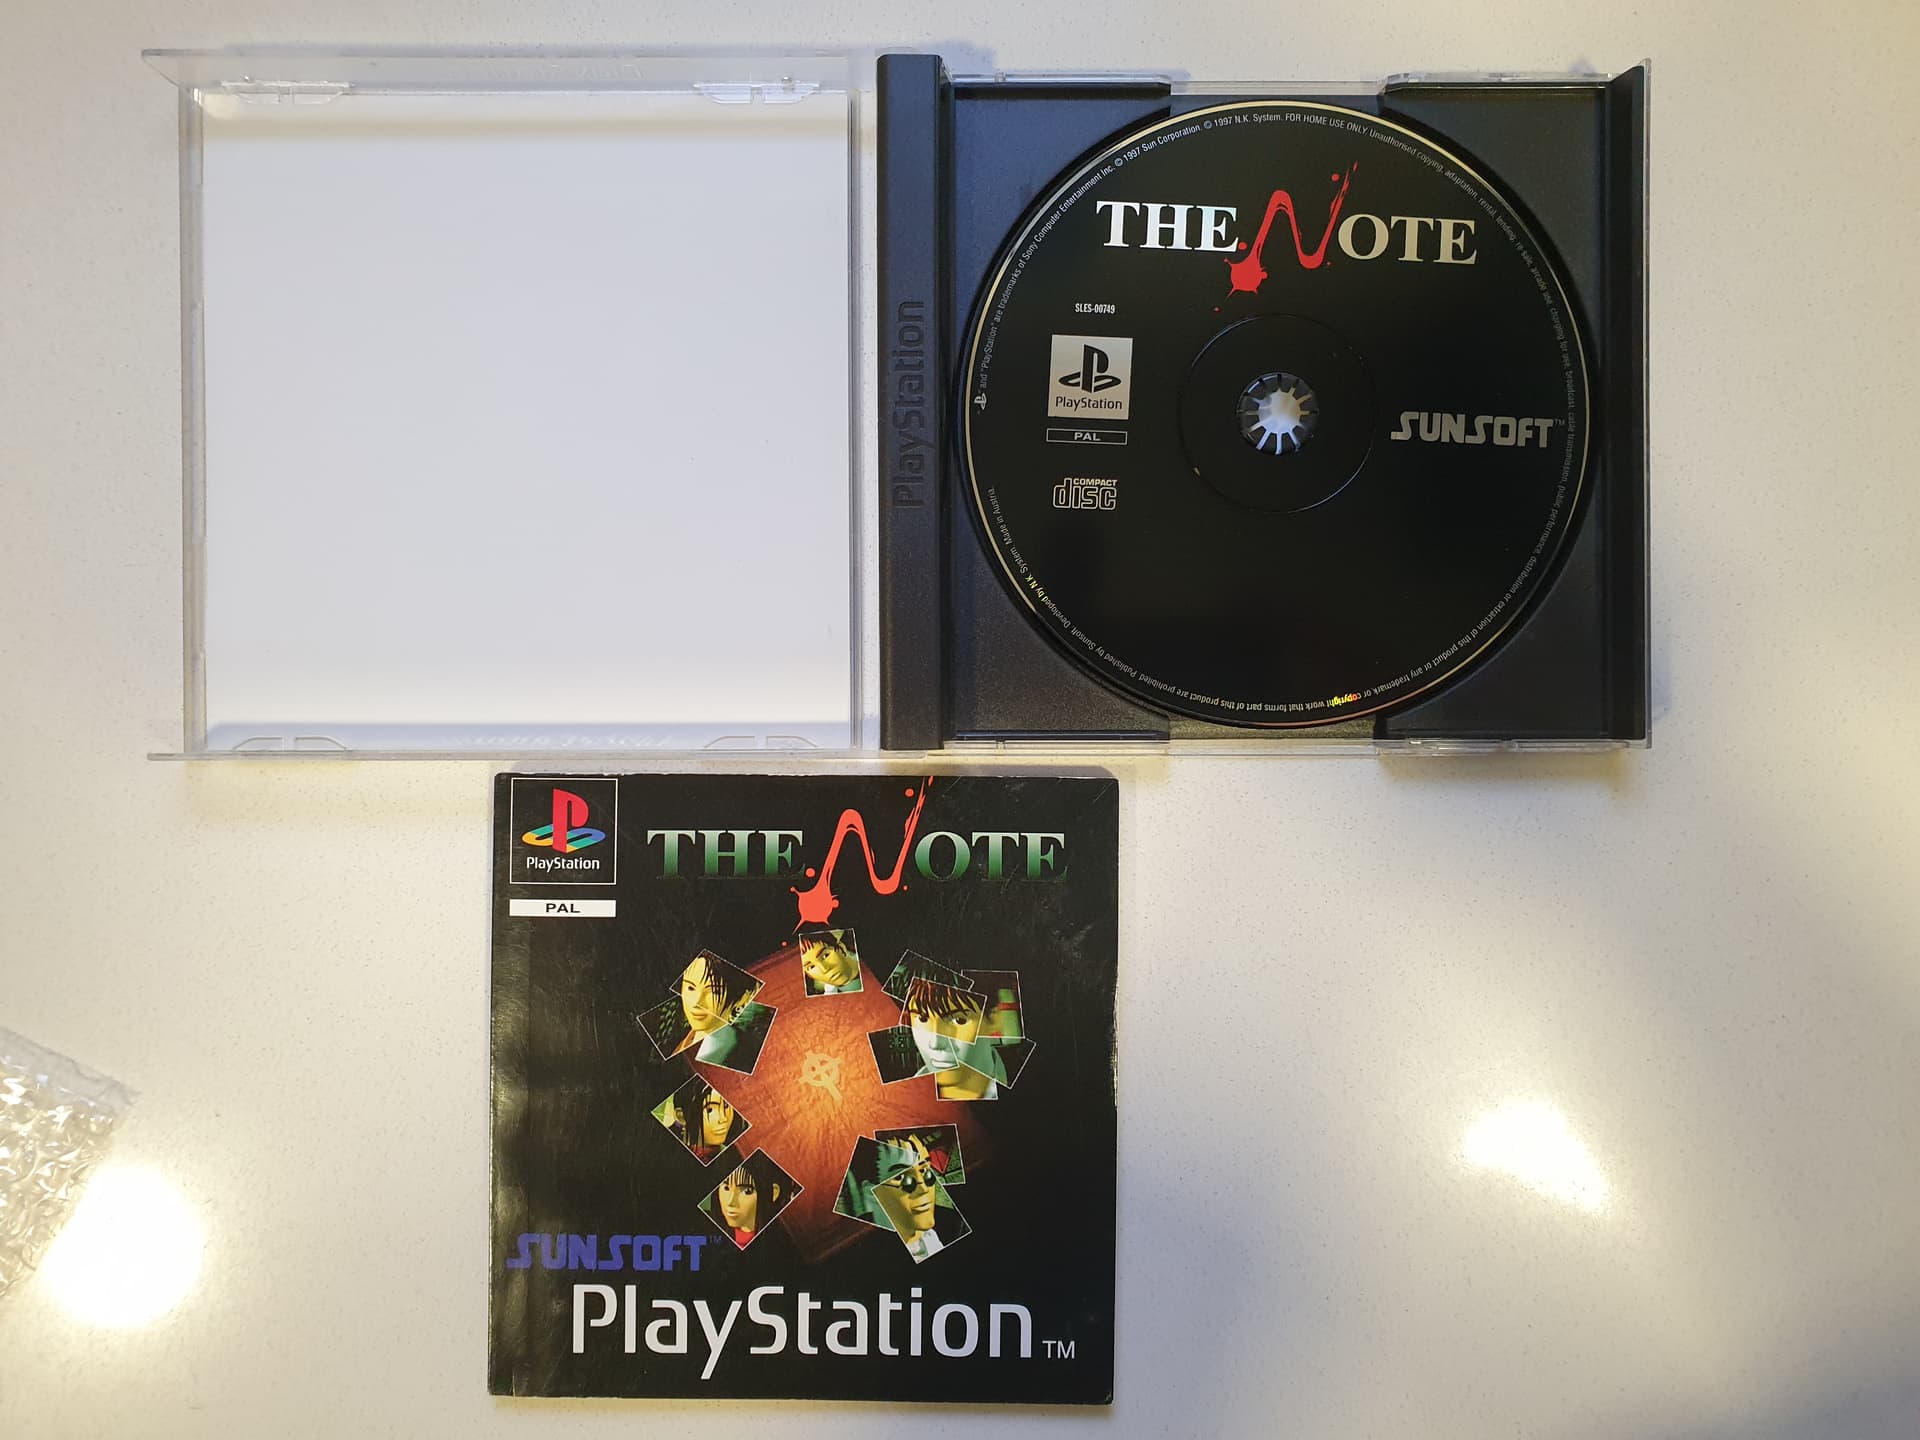 PlayStation
" and "PlayStation" are trademarks of Sony Computer Entertainment Inc. © 1997 Sun Corporation. © 1997 N.K. System. FOR HOME USE ONLY. Unauthorised copying, adaptation, rental, lending, re-sale, arcade use, charging for use, broadcast, cable transmission, public performance, distribution or extraction of this product or any trademark or copyright work that forms part of this product are prohibited. Published by Sunsoft. Developed by N.K. System. Made in Austria.
THE NOTE
SLES-00749
PlayStation
PAL
SUNSOFT™
COMPACT
disc
PlayStation
PAL
THE NOTE
SUNSOFT™
PlayStation™